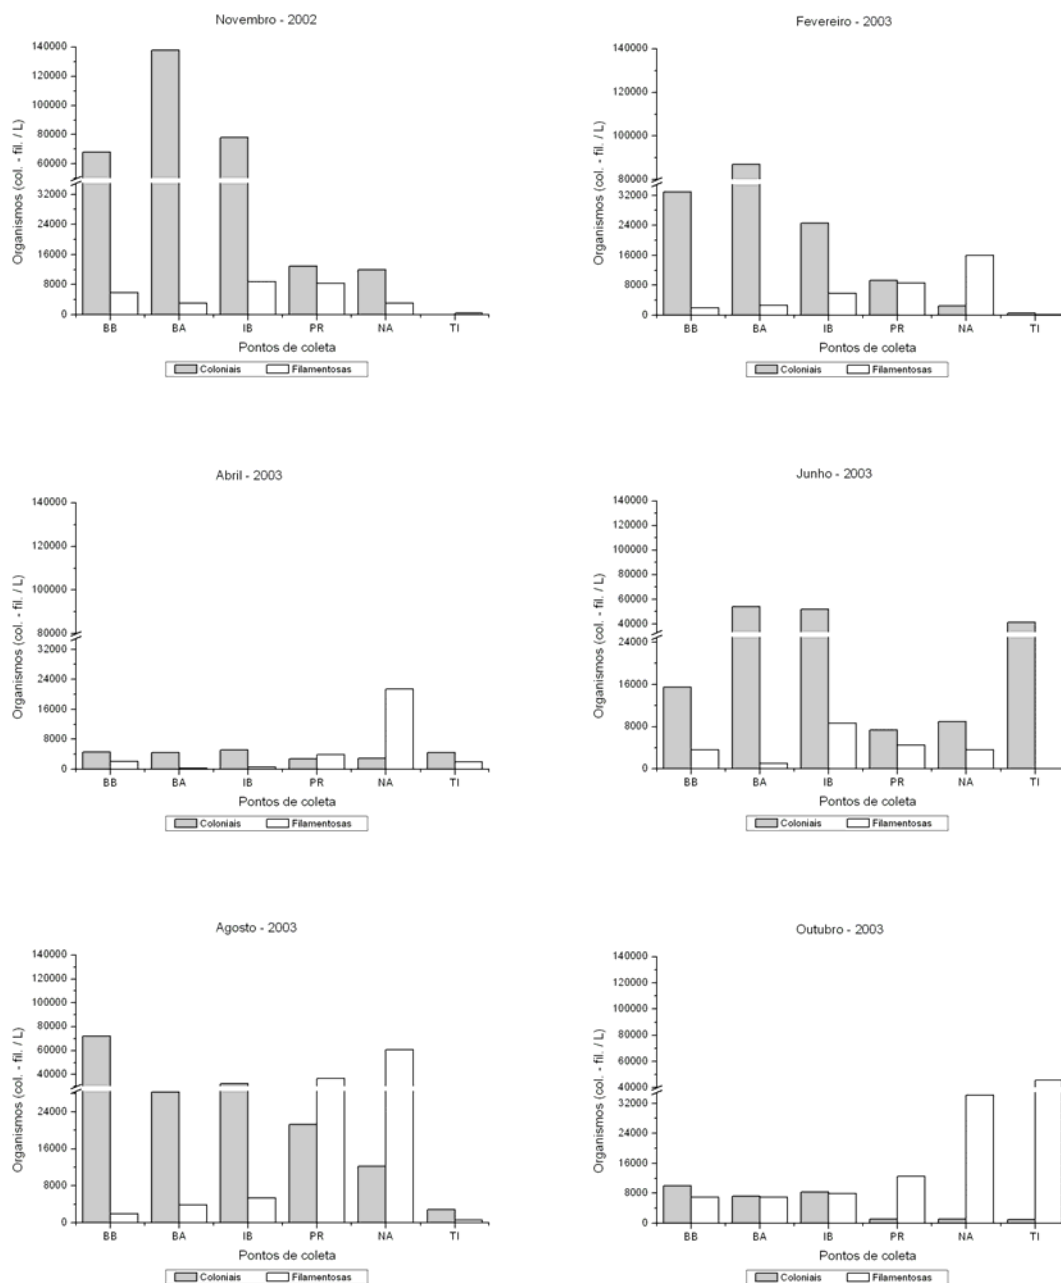 Novembro - 2002
Organismos (col. - fil. / L)
140000
120000
100000
80000
60000
32000
24000
16000
8000
0
BB BA IB PR NA TI
Pontos de coleta
Coloniais Filamentosas
Fevereiro - 2003
Organismos (col. - fil. / L)
140000
120000
100000
80000
32000
24000
16000
8000
0
BB BA IB PR NA TI
Pontos de coleta
Coloniais Filamentosas
Abril - 2003
Organismos (col. - fil. / L)
140000
120000
100000
80000
32000
24000
16000
8000
0
BB BA IB PR NA TI
Pontos de coleta
Coloniais Filamentosas
Junho - 2003
Organismos (col. - fil. / L)
140000
120000
100000
80000
60000
40000
24000
16000
8000
0
BB BA IB PR NA TI
Pontos de coleta
Coloniais Filamentosas
Agosto - 2003
Organismos (col. - fil. / L)
140000
120000
100000
80000
60000
40000
24000
16000
8000
0
BB BA IB PR NA TI
Pontos de coleta
Coloniais Filamentosas
Outubro - 2003
Organismos (col. - fil. / L)
140000
120000
100000
80000
60000
40000
32000
24000
16000
8000
0
BB BA IB PR NA TI
Pontos de coleta
Coloniais Filamentosas